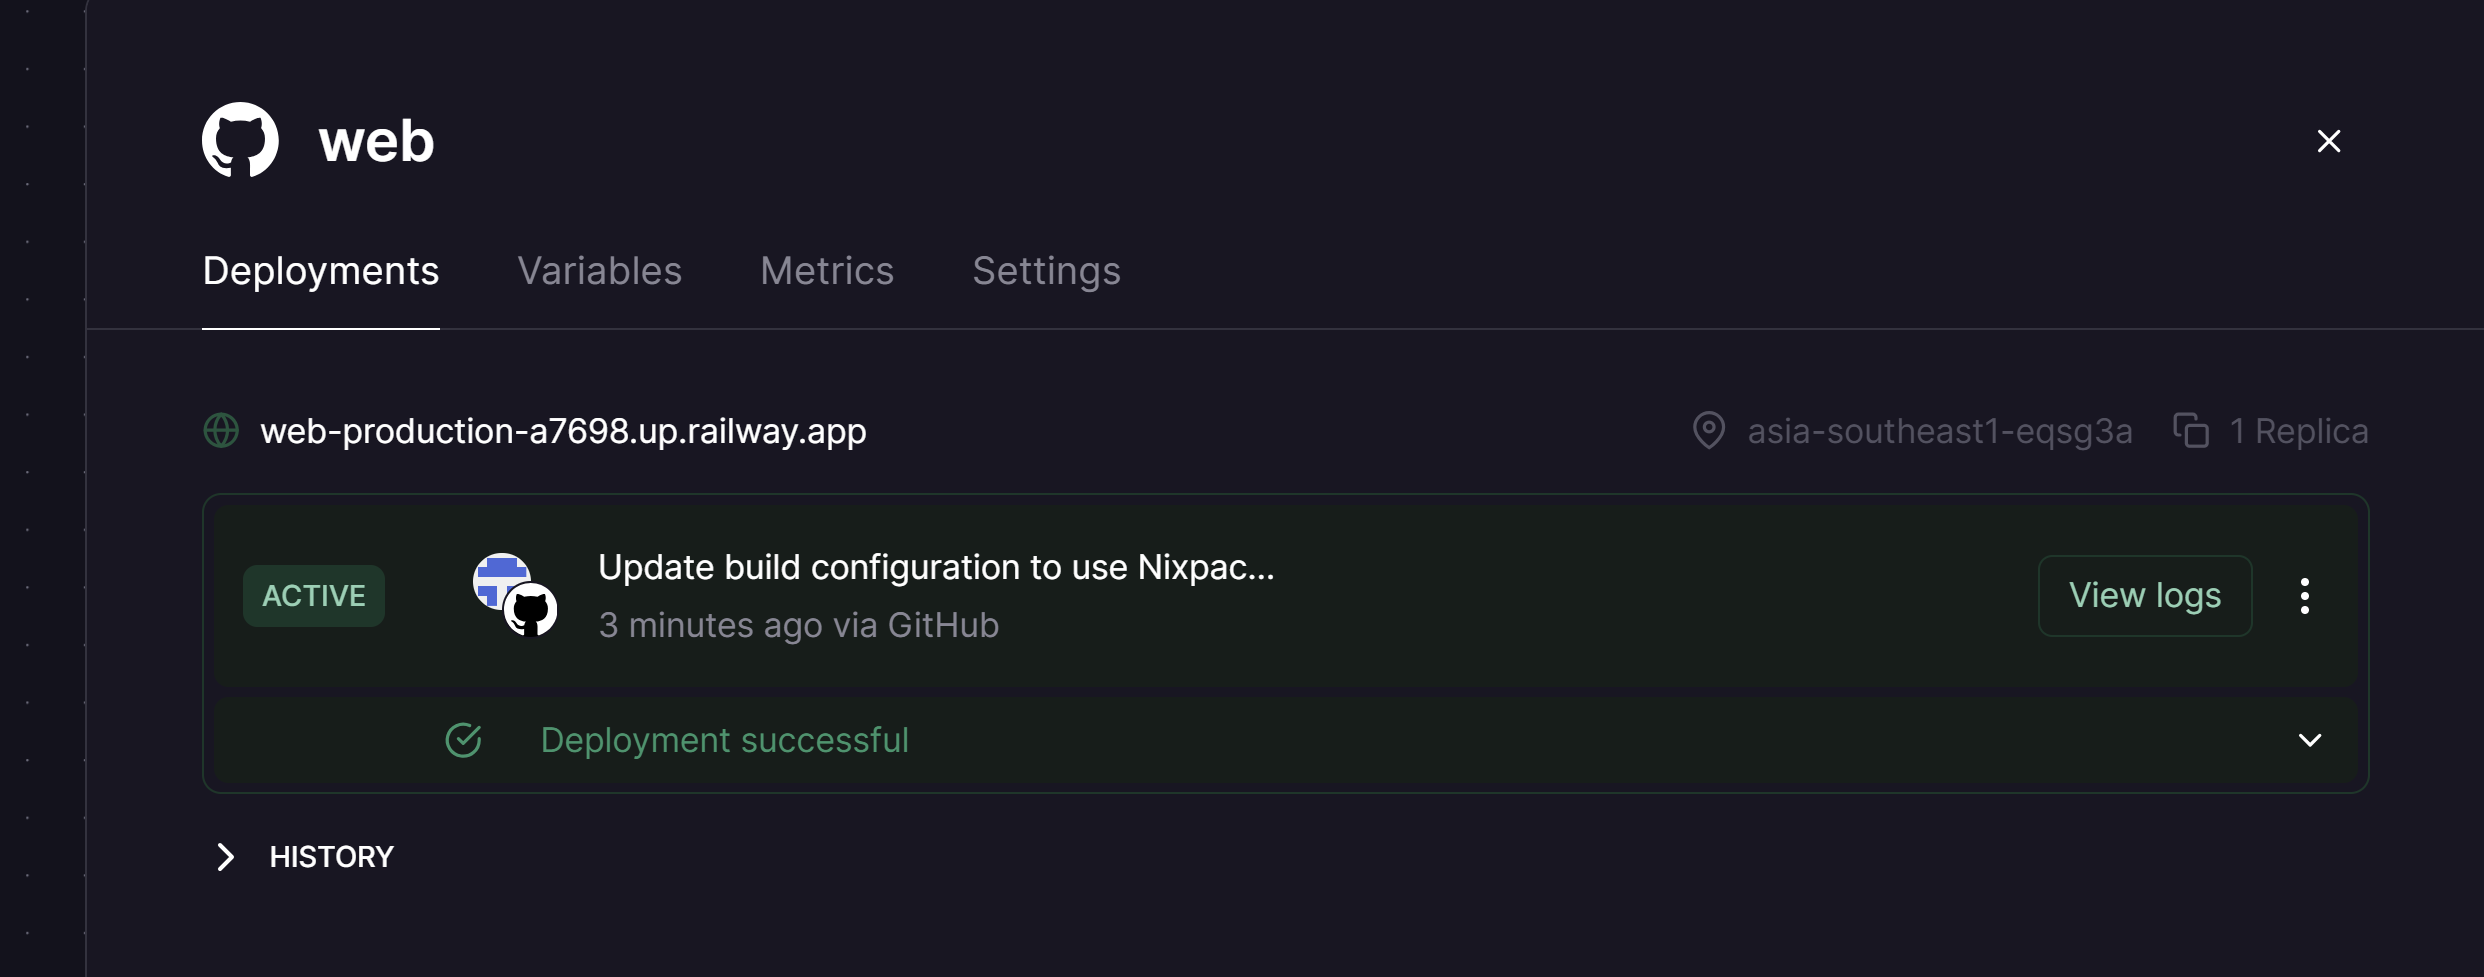 web
Deployments Variables Metrics Settings
web-production-a7698.up.railway.app asia-southeast1-eqsg3a 1 Replica
ACTIVE Update build configuration to use Nixpac... View logs
3 minutes ago via GitHub
Deployment successful
HISTORY